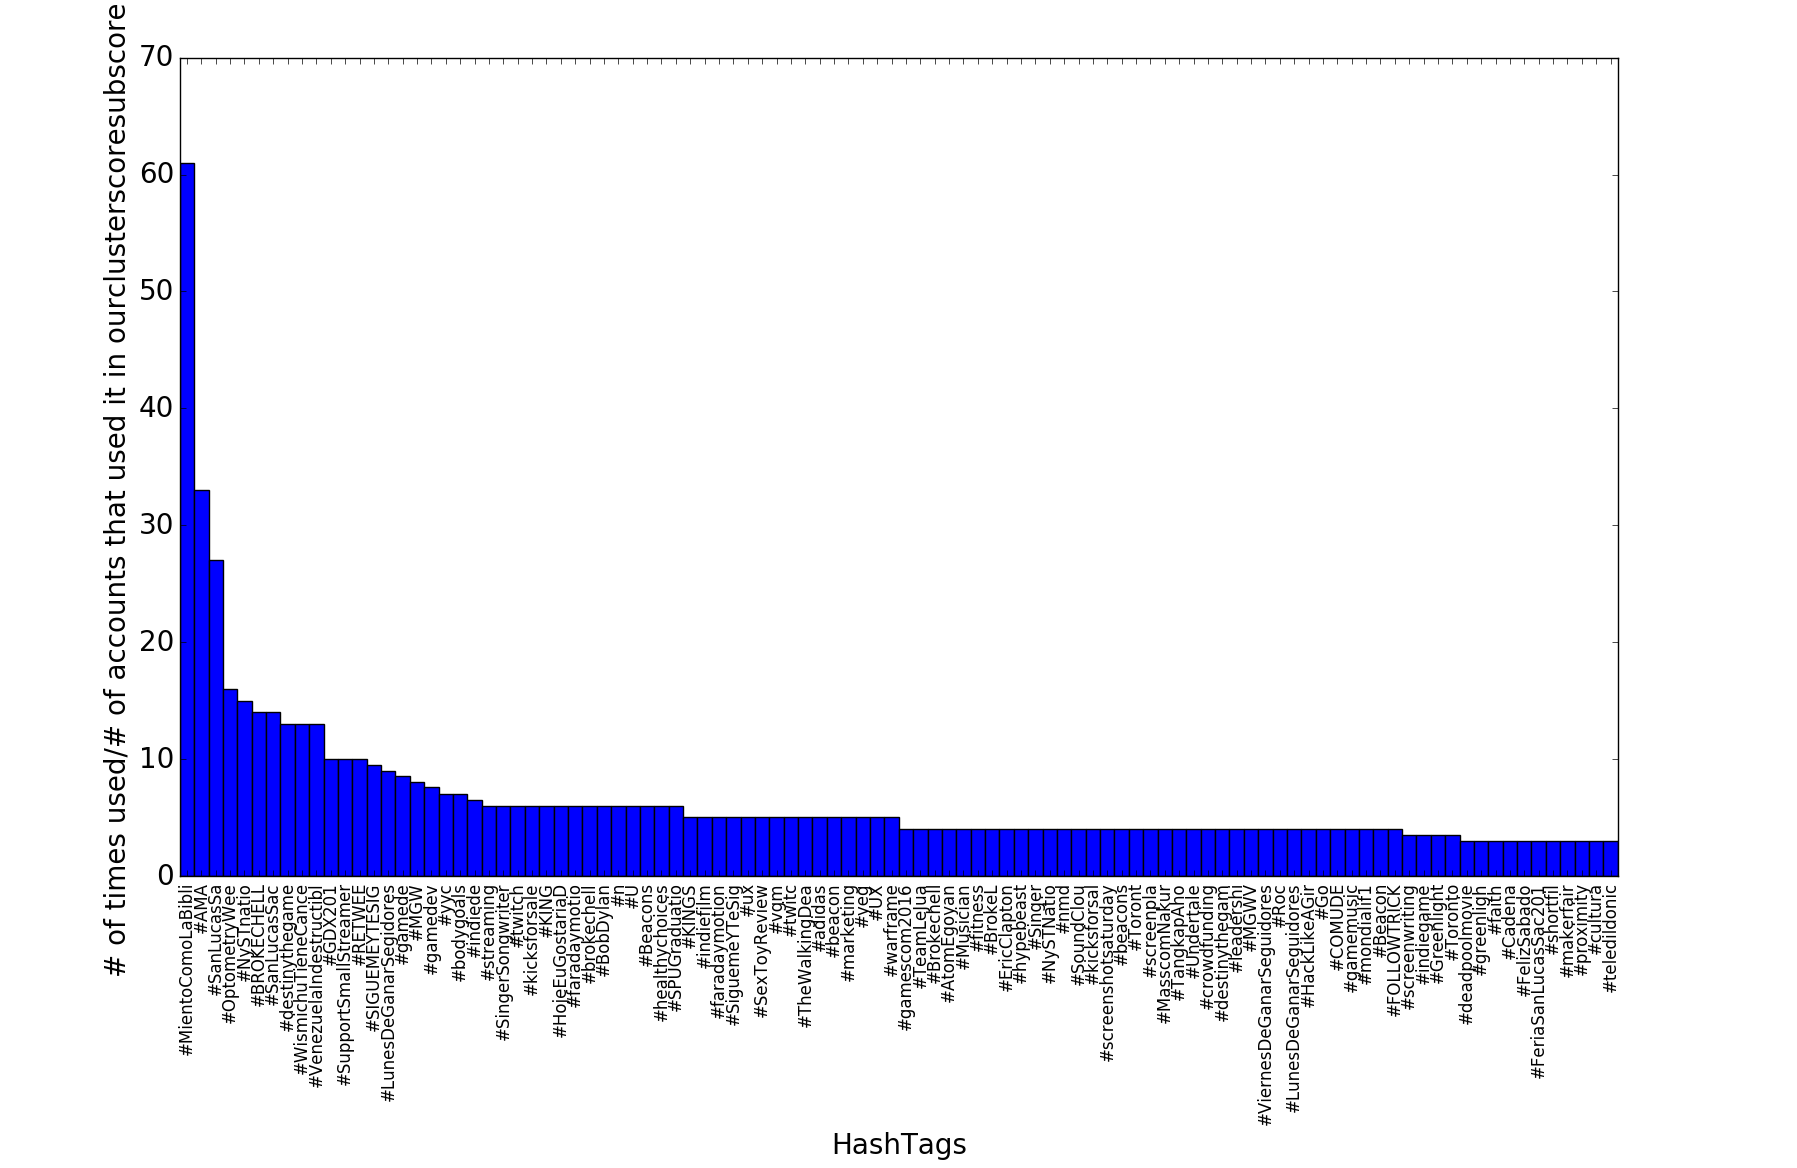 # of times used/# of accounts that used it in ourclusterscoresubscore
70
60
50
40
30
20
10
0
#MientoComoLaBibli
#AMA
#SanLucasSa
#OptometryWee
#NySTnatio
#BROKECHELL
#SanLucasSac
#destinythegame
#WismichuTieneCance
#VenezuelaIndestructibl
#GDX201
#SupportSmallStreamer
#RETWEE
#SIGUEMEYTESIG
#LunesDeGanarSegidores
#gamede
#MGW
#gamedev
#yyc
#bodygoals
#indiede
#streaming
#SingerSongwriter
#twitch
#kicksforsale
#KING
#HojeEuGostariaD
#faradaymotio
#brokechell
#BobDylan
#rn
#U
#Beacons
#healthychoices
#SPUGraduatio
#KINGS
#indiefilm
#faradaymotion
#SiguemeYTeSig
#ux
#SexToyReview
#vgm
#twitc
#TheWalkingDea
#adidas
#beacon
#marketing
#yeg
#UX
#warframe
#gamescom2016
#TeamLeJua
#Brokechell
#AtomEgoyan
#Musician
#fitness
#BrokeL
#EricClapton
#hypebeast
#Singer
#NySTNatio
#nmd
#SoundClou
#kicksforsal
#screenshotsaturday
#beacons
#Toront
#screenpla
#MascomNakur
#TangkapAho
#Undertale
#crowdfunding
#destinythegam
#leadershi
#MGWV
#ViernesDeGanarSeguidores
#Roc
#LunesDeGanarSeguidores
#HackLikeAGir
#Go
#COMUDE
#gamemusic
#mondialif1
#Beacon
#FOLLOWTRICK
#screenwriting
#indiegame
#Greenlight
#Toronto
#deadpoolmovie
#greenligh
#faith
#Cadena
#FelizSabado
#FeriaSanLucasSac201
#shortfil
#makerfair
#proximity
#cultura
#teledildonic
HashTags